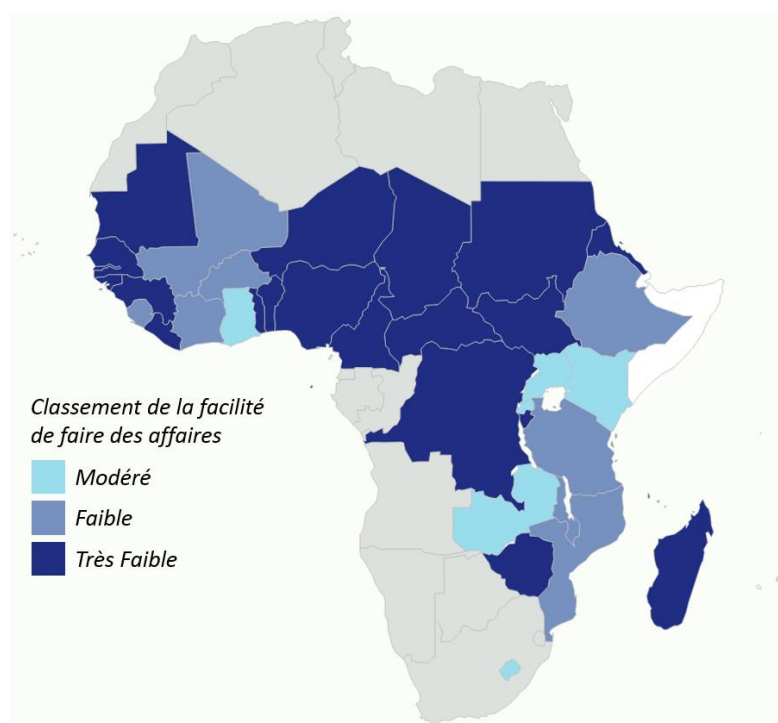 Classement de la facilité
de faire des affaires
Modéré
Faible
Très Faible